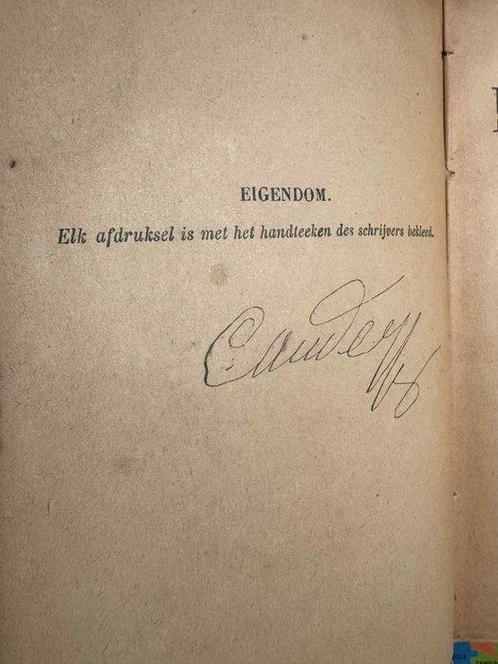 EIGENDOM.
Elk afdruksel is met het handteeken des schrijvers bekleed.